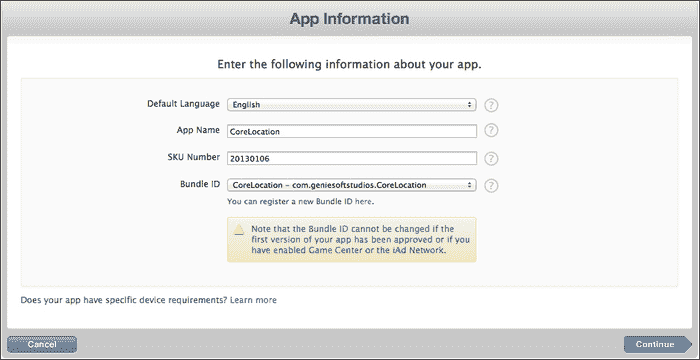 App Information
Enter the following information about your app.
Default Language English ?
App Name CoreLocation ?
SKU Number 20130106 ?
Bundle ID CoreLocation - com.geniesoftstudios.CoreLocation ?
You can register a new Bundle ID here.
Note that the Bundle ID cannot be changed if the
first version of your app has been approved or if you
have enabled Game Center or the iAd Network.
Does your app have specific device requirements? Learn more
Cancel Continue